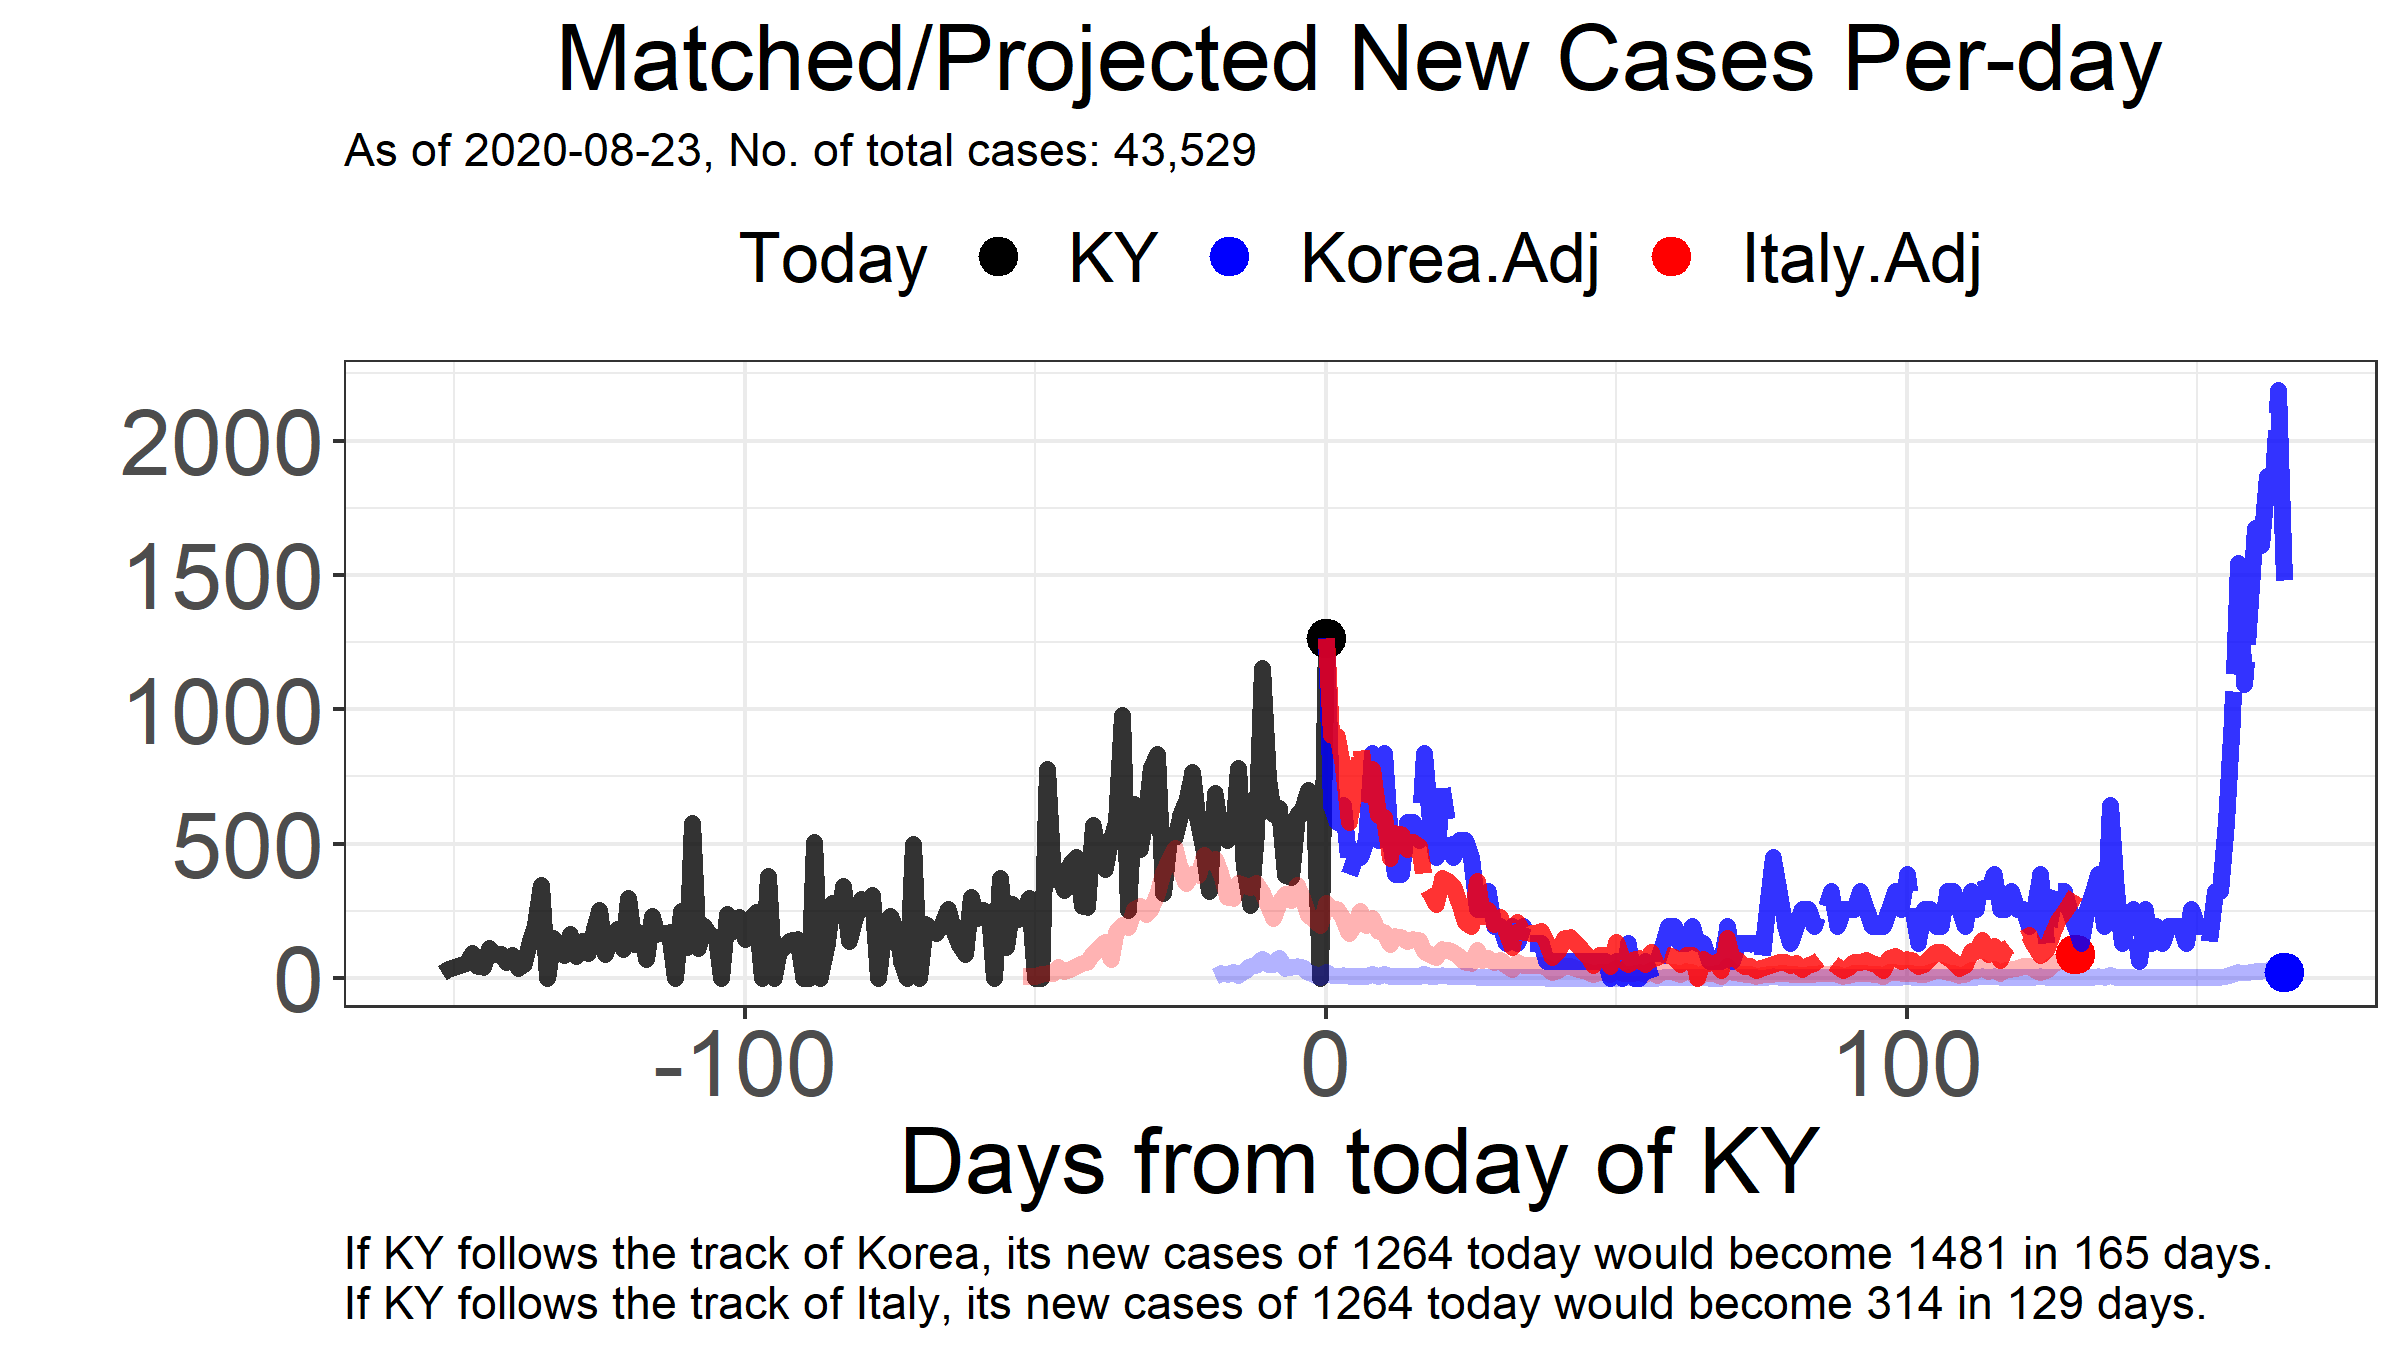 Matched/Projected New Cases Per-day
As of 2020-08-23, No. of total cases: 43,529
Today KY Korea.Adj Italy.Adj
2000
1500
1000
500
0
-100 0 100
Days from today of KY
If KY follows the track of Korea, its new cases of 1264 today would become 1481 in 165 days.
If KY follows the track of Italy, its new cases of 1264 today would become 314 in 129 days.